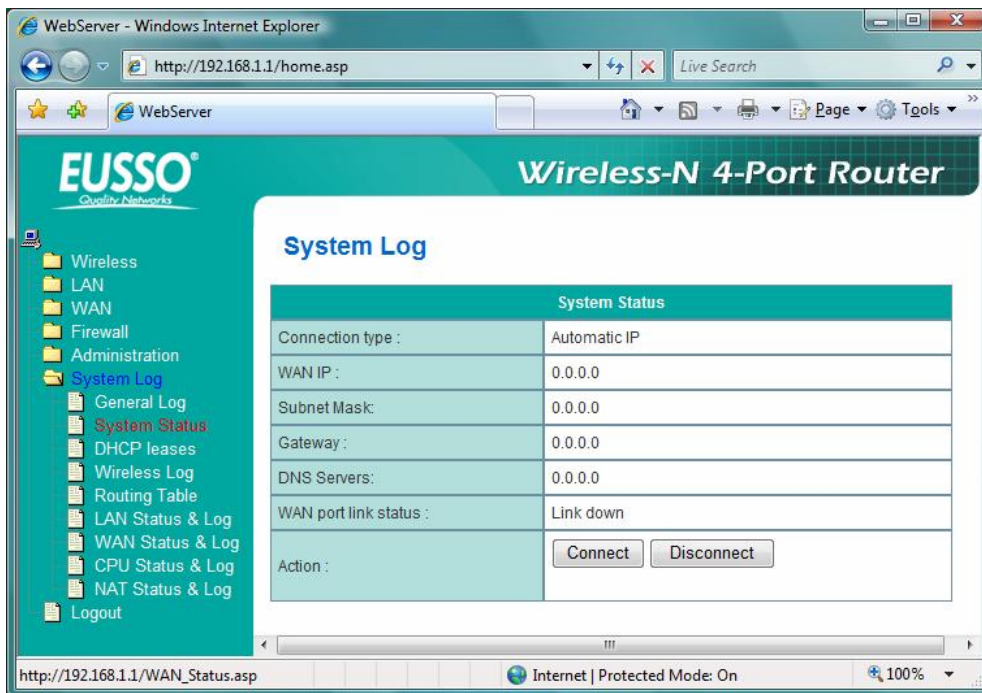 WebServer - Windows Internet Explorer
http://192.168.1.1/home.asp
Live Search
WebServer
Page
Tools
EUSSO®
Quality Networks
Wireless-N 4-Port Router
Wireless
LAN
WAN
Firewall
Administration
System Log
General Log
System Status
DHCP leases
Wireless Log
Routing Table
LAN Status & Log
WAN Status & Log
CPU Status & Log
NAT Status & Log
Logout
System Log
System Status
Connection type : Automatic IP
WAN IP : 0.0.0.0
Subnet Mask: 0.0.0.0
Gateway : 0.0.0.0
DNS Servers: 0.0.0.0
WAN port link status : Link down
Action : Connect Disconnect
http://192.168.1.1/WAN_Status.asp
Internet | Protected Mode: On
100%